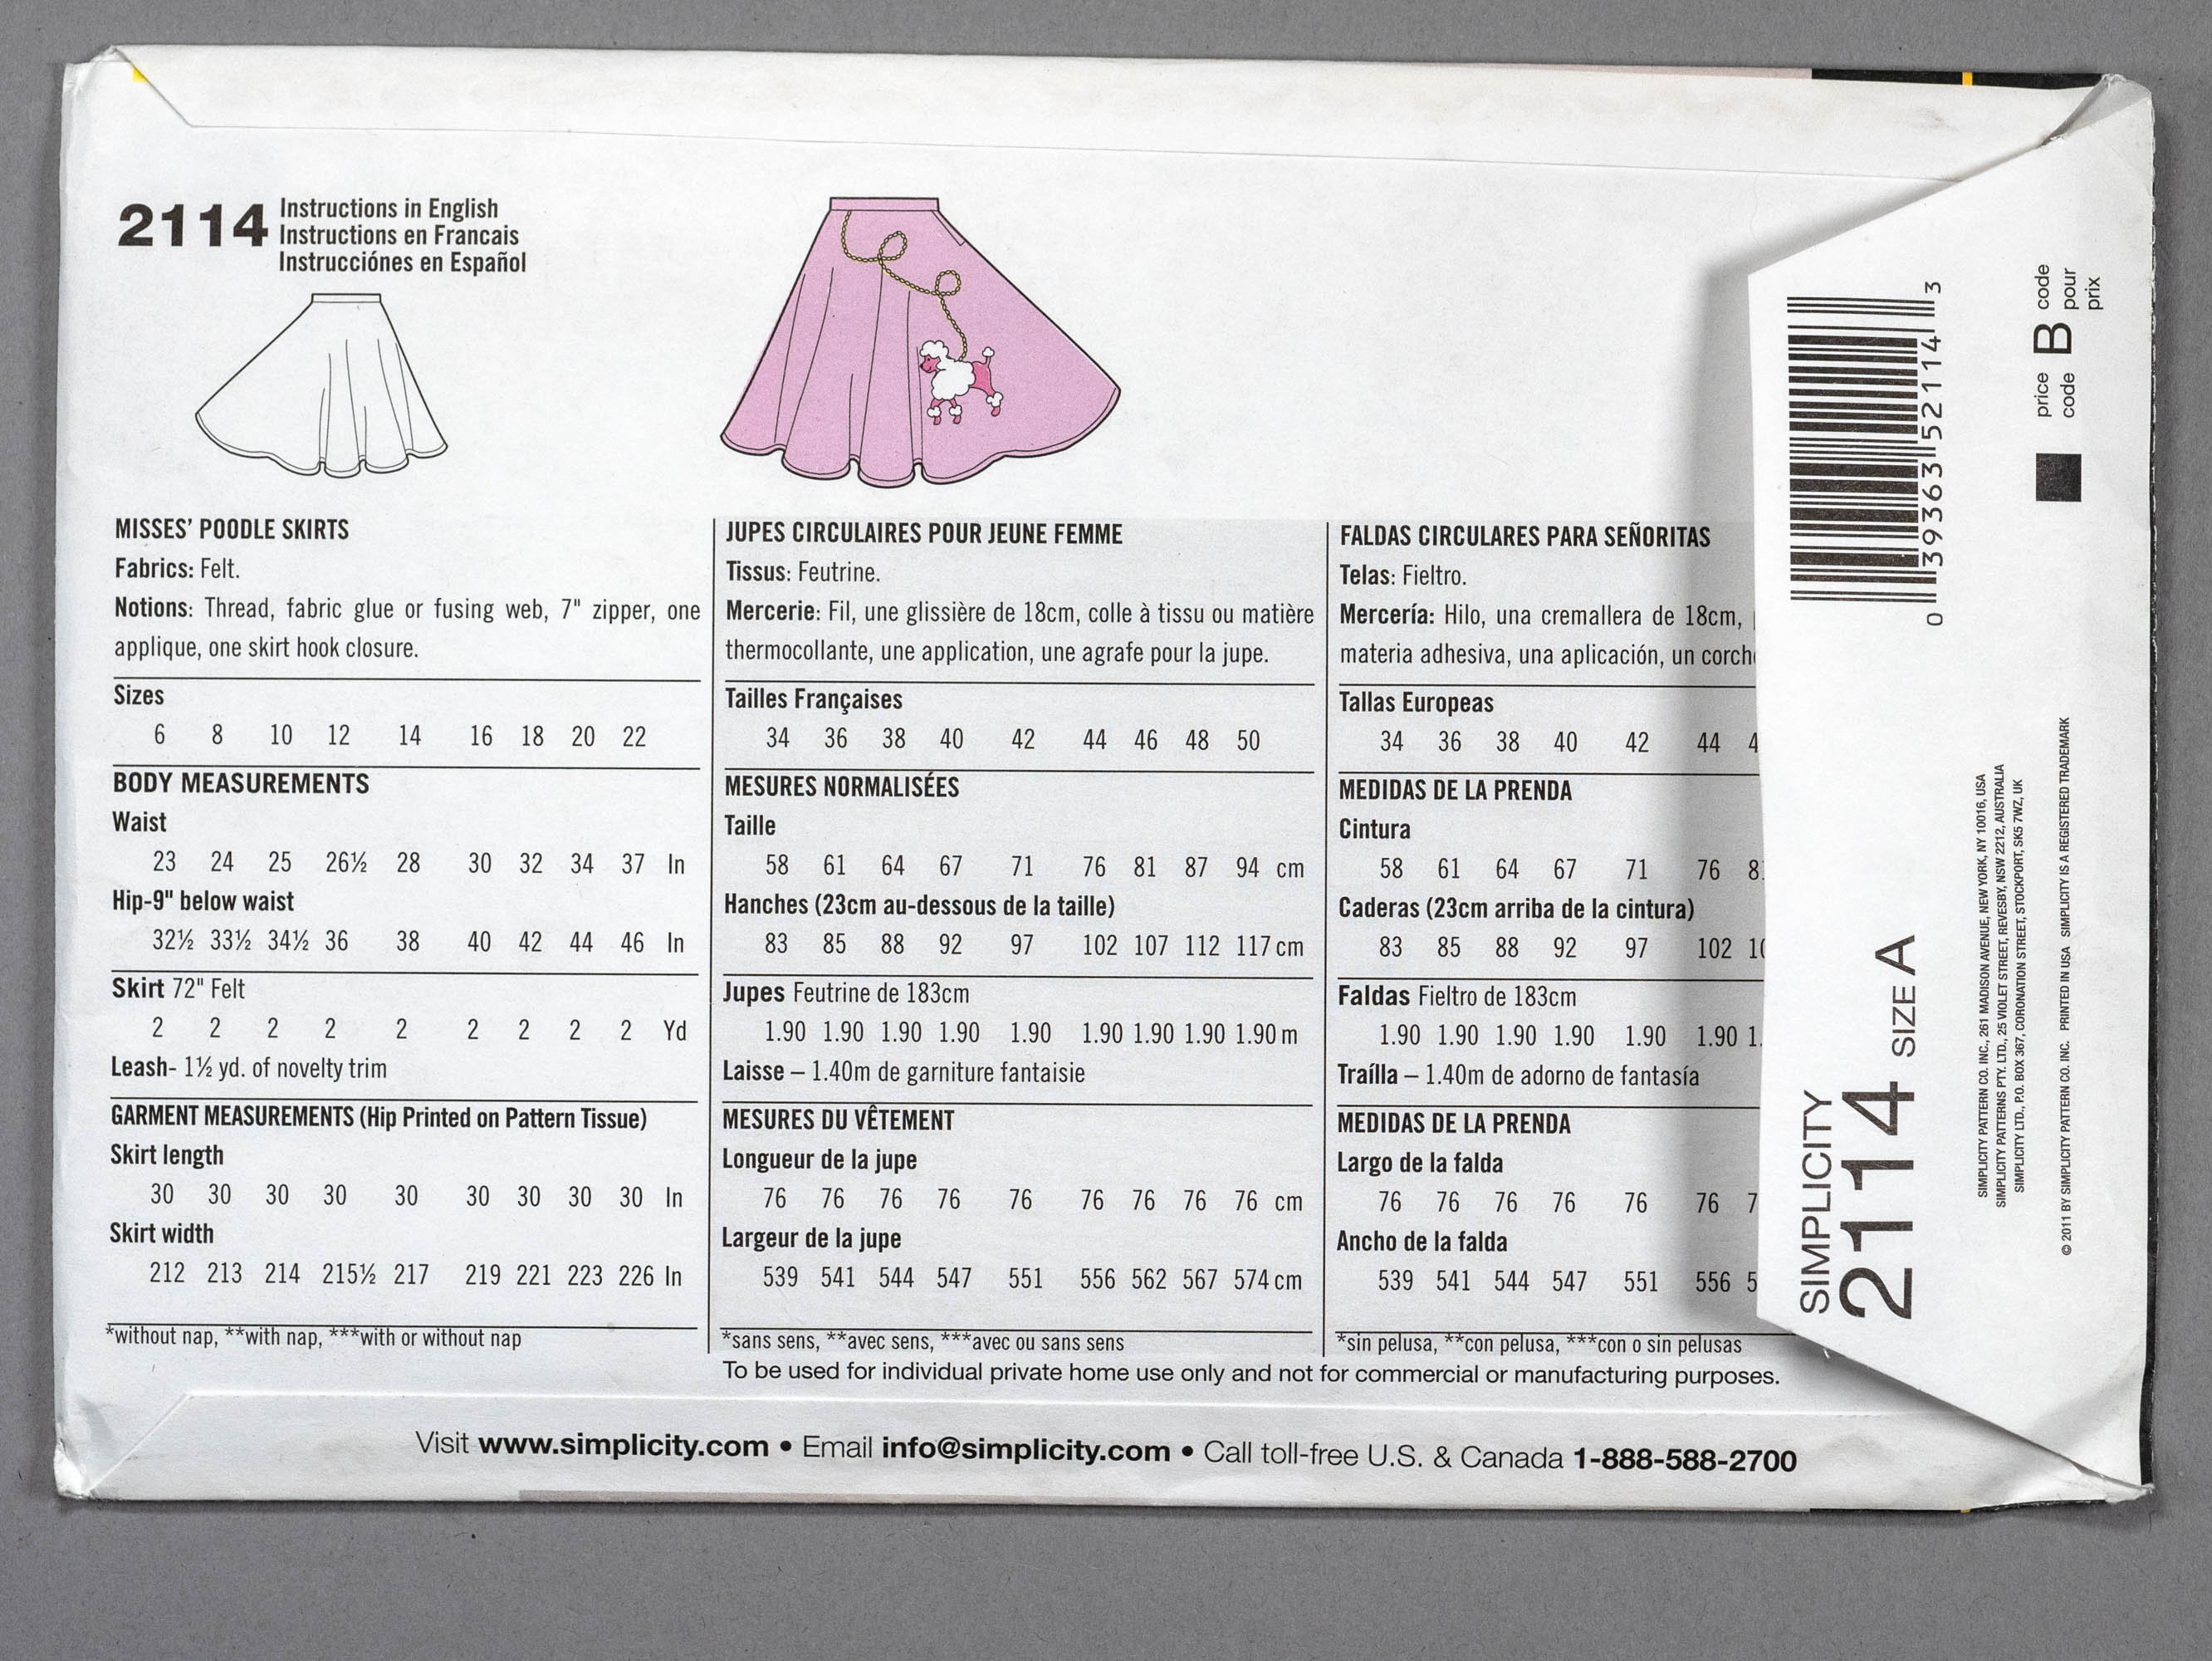 2114
Instructions in English
Instructions en Francais
Instrucciónes en Español
MISSES' POODLE SKIRTS
Fabrics: Felt.
Notions: Thread, fabric glue or fusing web, 7" zipper, one
applique, one skirt hook closure.
Sizes
6 8 10 12 14 16 18 20 22
BODY MEASUREMENTS
Waist
23 24 25 26½ 28 30 32 34 37 In
Hip-9" below waist
32½ 33½ 34½ 36 38 40 42 44 46 In
Skirt 72" Felt
2 2 2 2 2 2 2 2 2 Yd
Leash- 1½ yd. of novelty trim
GARMENT MEASUREMENTS (Hip Printed on Pattern Tissue)
Skirt length
30 30 30 30 30 30 30 30 30 In
Skirt width
212 213 214 215½ 217 219 221 223 226 In
*without nap, **with nap, ***with or without nap
JUPES CIRCULAIRES POUR JEUNE FEMME
Tissus: Feutrine.
Mercerie: Fil, une glissière de 18cm, colle à tissu ou matière
thermocollante, une application, une agrafe pour la jupe.
Tailles Françaises
34 36 38 40 42 44 46 48 50
MESURES NORMALISÉES
Taille
58 61 64 67 71 76 81 87 94 cm
Hanches (23cm au-dessous de la taille)
83 85 88 92 97 102 107 112 117 cm
Jupes Feutrine de 183cm
1.90 1.90 1.90 1.90 1.90 1.90 1.90 1.90 1.90 m
Laisse – 1.40m de garniture fantaisie
MESURES DU VÊTEMENT
Longueur de la jupe
76 76 76 76 76 76 76 76 76 cm
Largeur de la jupe
539 541 544 547 551 556 562 567 574 cm
*sans sens, **avec sens, ***avec ou sans sens
FALDAS CIRCULARES PARA SEÑORITAS
Telas: Fieltro.
Mercería: Hilo, una cremallera de 18cm,
materia adhesiva, una aplicación, un
Tallas Europeas
34 36 38 40 42 44
MEDIDAS DE LA PRENDA
Cintura
58 61 64 67 71 76
Caderas (23cm arriba de la cintura)
83 85 88 92 97 102
Faldas Fieltro de 183cm
1.90 1.90 1.90 1.90 1.90 1.90
Traílla – 1.40m de adorno de fantasía
MEDIDAS DE LA PRENDA
Largo de la falda
76 76 76 76 76 76
Ancho de la falda
539 541 544 547 551 556
*sin pelusa, **con pelusa, ***con o sin pelusas
To be used for individual private home use only and not for commercial or manufacturing purposes.
Visit www.simplicity.com • Email info@simplicity.com • Call toll-free U.S. & Canada 1-888-588-2700
SIMPLICITY
2114 SIZE A
0 39363 52114 3
price B code
code pour
prix
SIMPLICITY PATTERN CO. INC., 261 MADISON AVENUE, NEW YORK, NY 10016, USA
SIMPLICITY PATTERNS PTY. LTD., 25 VIOLET STREET, REVESBY, NSW 2212, AUSTRALIA
SIMPLICITY LTD., P.O. BOX 367, CORONATION STREET, STOCKPORT, SK5 7WZ, UK
© 2011 BY SIMPLICITY PATTERN CO. INC. PRINTED IN USA SIMPLICITY IS A REGISTERED TRADEMARK